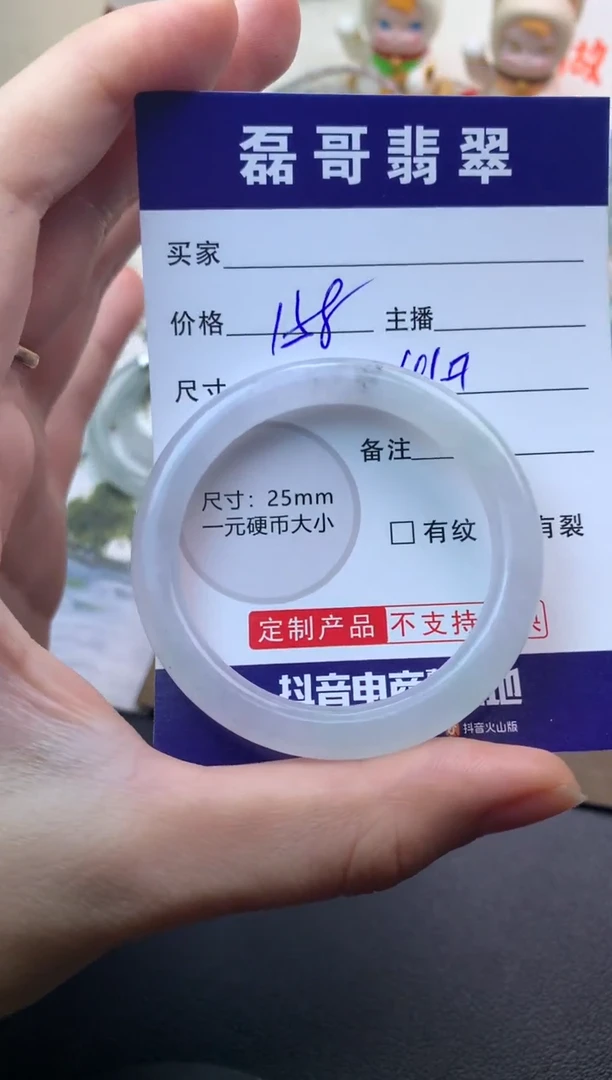 磊哥翡翠
买家
价格 158 主播
尺寸
备注
尺寸：25mm
一元硬币大小
□有纹 有裂
定制产品 不支持
抖音电商
抖音火山版